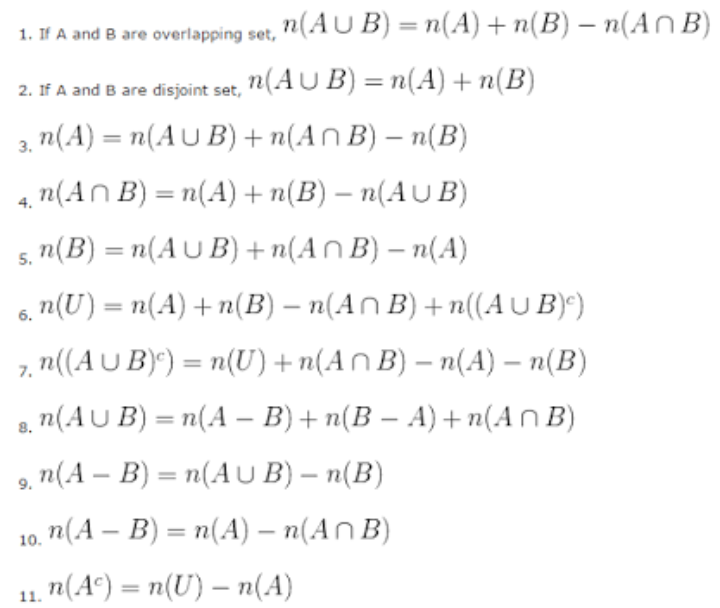 1. If A and B are overlapping set, n(A ∪ B) = n(A) + n(B) − n(A ∩ B)
2. If A and B are disjoint set, n(A ∪ B) = n(A) + n(B)
3. n(A) = n(A ∪ B) + n(A ∩ B) − n(B)
4. n(A ∩ B) = n(A) + n(B) − n(A ∪ B)
5. n(B) = n(A ∪ B) + n(A ∩ B) − n(A)
6. n(U) = n(A) + n(B) − n(A ∩ B) + n((A ∪ B)ᶜ)
7. n((A ∪ B)ᶜ) = n(U) + n(A ∩ B) − n(A) − n(B)
8. n(A ∪ B) = n(A − B) + n(B − A) + n(A ∩ B)
9. n(A − B) = n(A ∪ B) − n(B)
10. n(A − B) = n(A) − n(A ∩ B)
11. n(Aᶜ) = n(U) − n(A)